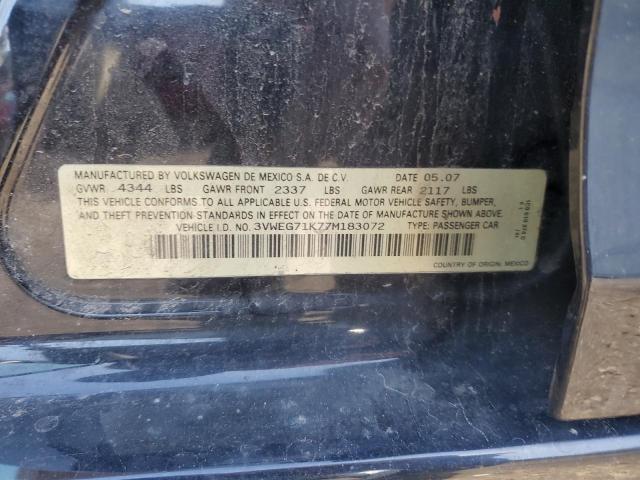 MANUFACTURED BY VOLKSWAGEN DE MEXICO S.A. DE C.V. DATE 05.07
GVWR 4344 LBS GAWR FRONT 2337 LBS GAWR REAR 2117 LBS
THIS VEHICLE CONFORMS TO ALL APPLICABLE U.S. FEDERAL MOTOR VEHICLE SAFETY, BUMPER,
AND THEFT PREVENTION STANDARDS IN EFFECT ON THE DATE OF MANUFACTURE SHOWN ABOVE.
VEHICLE I.D. NO. 3VWEG71K77M183072 TYPE: PASSENGER CAR
COUNTRY OF ORIGIN: MEXICO